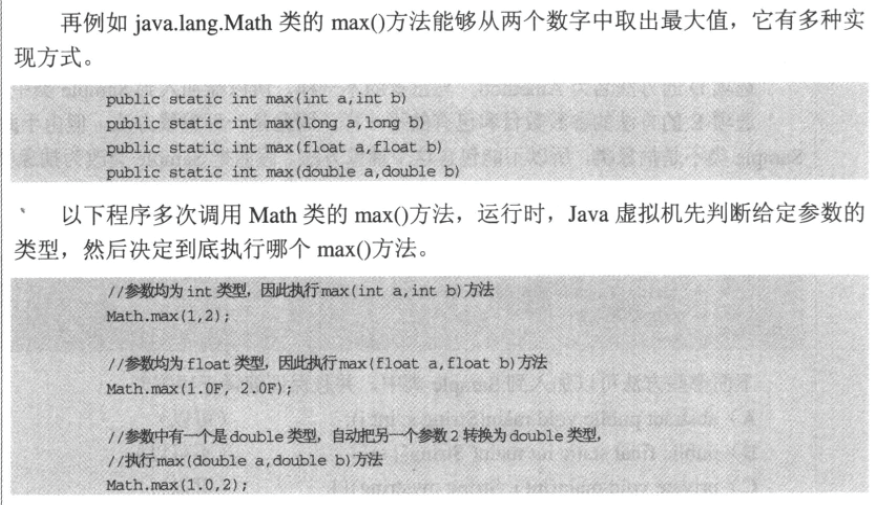 再例如 java.lang.Math 类的 max()方法能够从两个数字中取出最大值，它有多种实
现方式。
public static int max(int a,int b)
public static int max(long a,long b)
public static int max(float a,float b)
public static int max(double a,double b)
以下程序多次调用 Math 类的 max()方法，运行时，Java 虚拟机先判断给定参数的
类型，然后决定到底执行哪个 max()方法。
//参数均为 int 类型，因此执行 max(int a,int b)方法
Math.max(1,2);
//参数均为 float 类型，因此执行 max(float a,float b)方法
Math.max(1.0F, 2.0F);
//参数中有一个是 double 类型，自动把另一个参数 2 转换为 double 类型，
//执行 max(double a,double b)方法
Math.max(1.0,2);